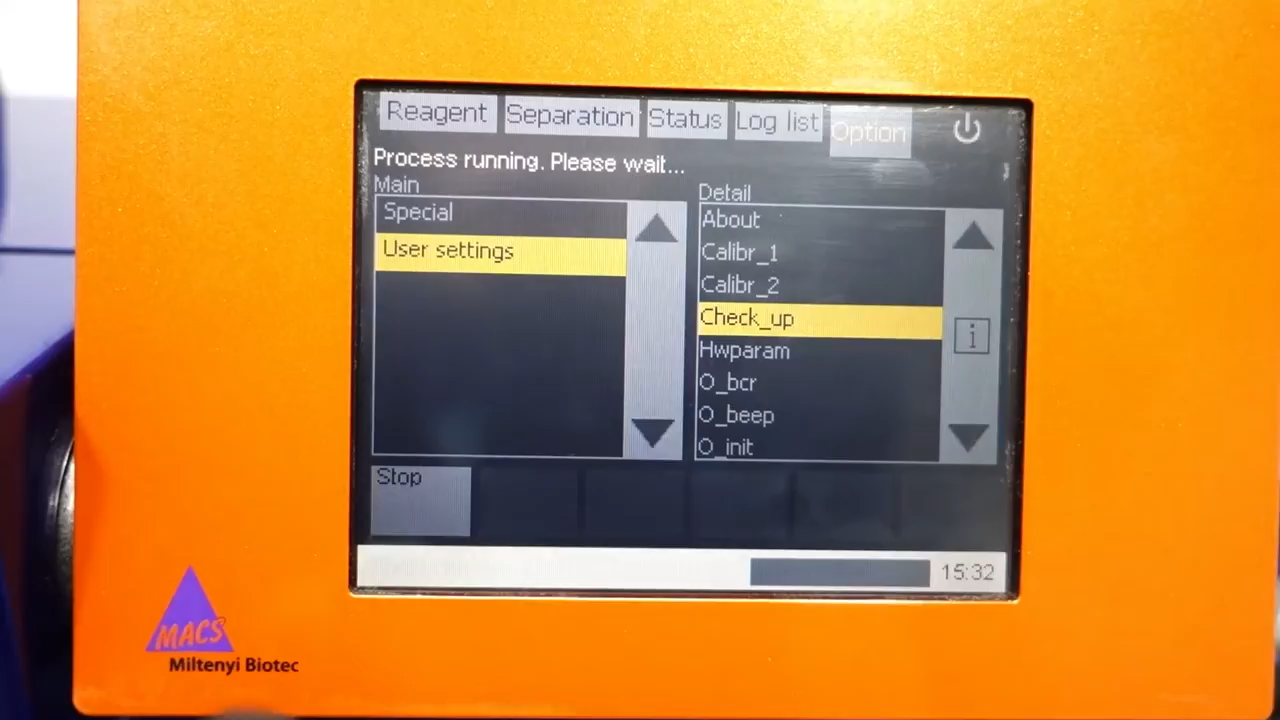 Reagent Separation Status Log list Option
Process running. Please wait...
Main
Detail
Special
User settings
About
Calibr_1
Calibr_2
Check_up
Hwparam
O_bcr
O_beep
O_init
i
Stop
15:32
MACS
Miltenyi Biotec